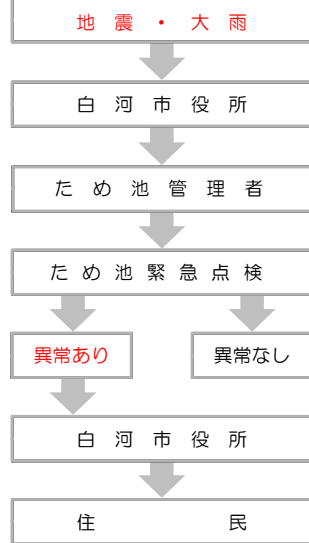 地震・大雨
白河市役所
ため池管理者
ため池緊急点検
異常あり 異常なし
白河市役所
住民